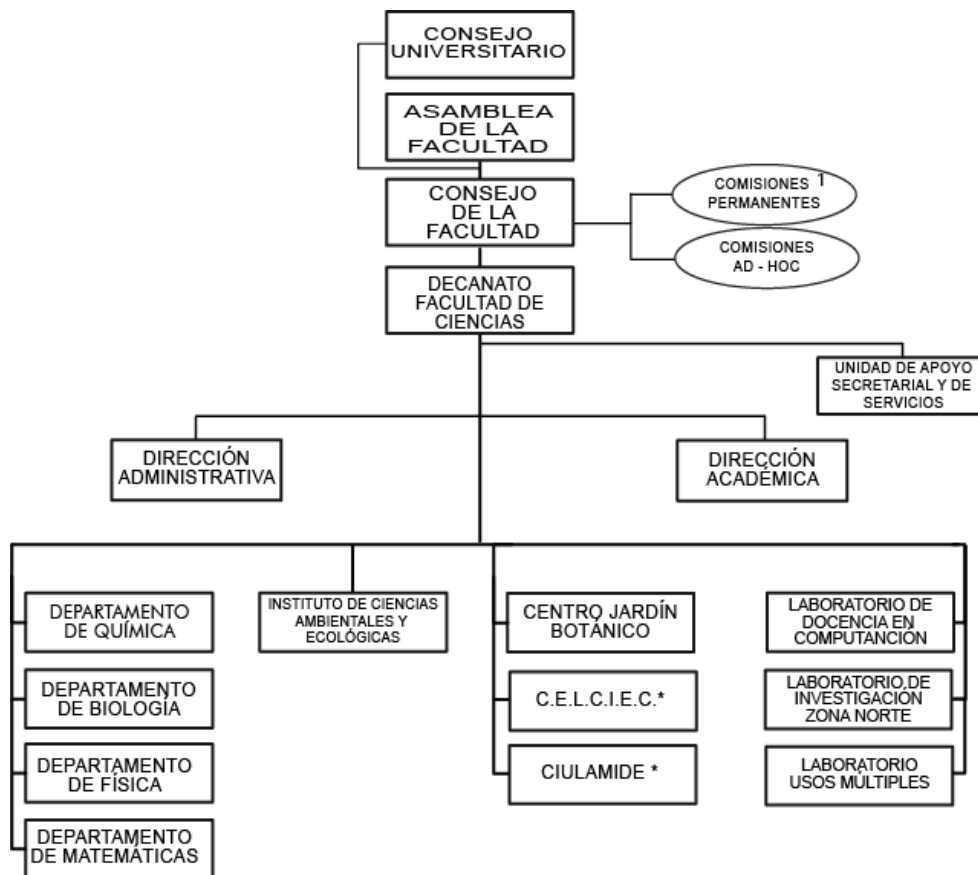 CONSEJO
UNIVERSITARIO
ASAMBLEA
DE LA
FACULTAD
CONSEJO
DE LA
FACULTAD
COMISIONES 1
PERMANENTES
COMISIONES
AD - HOC
DECANATO
FACULTAD DE
CIENCIAS
UNIDAD DE APOYO
SECRETARIAL Y DE
SERVICIOS
DIRECCIÓN
ADMINISTRATIVA
DIRECCIÓN
ACADÉMICA
DEPARTAMENTO
DE QUÍMICA
DEPARTAMENTO
DE BIOLOGÍA
DEPARTAMENTO
DE FÍSICA
DEPARTAMENTO
DE MATEMÁTICAS
INSTITUTO DE CIENCIAS
AMBIENTALES Y
ECOLÓGICAS
CENTRO JARDÍN
BOTÁNICO
C.E.L.C.I.E.C.*
CIULAMIDE *
LABORATORIO DE
DOCENCIA EN
COMPUTANCIÓN
LABORATORIO DE
INVESTIGACIÓN
ZONA NORTE
LABORATORIO
USOS MÚLTIPLES